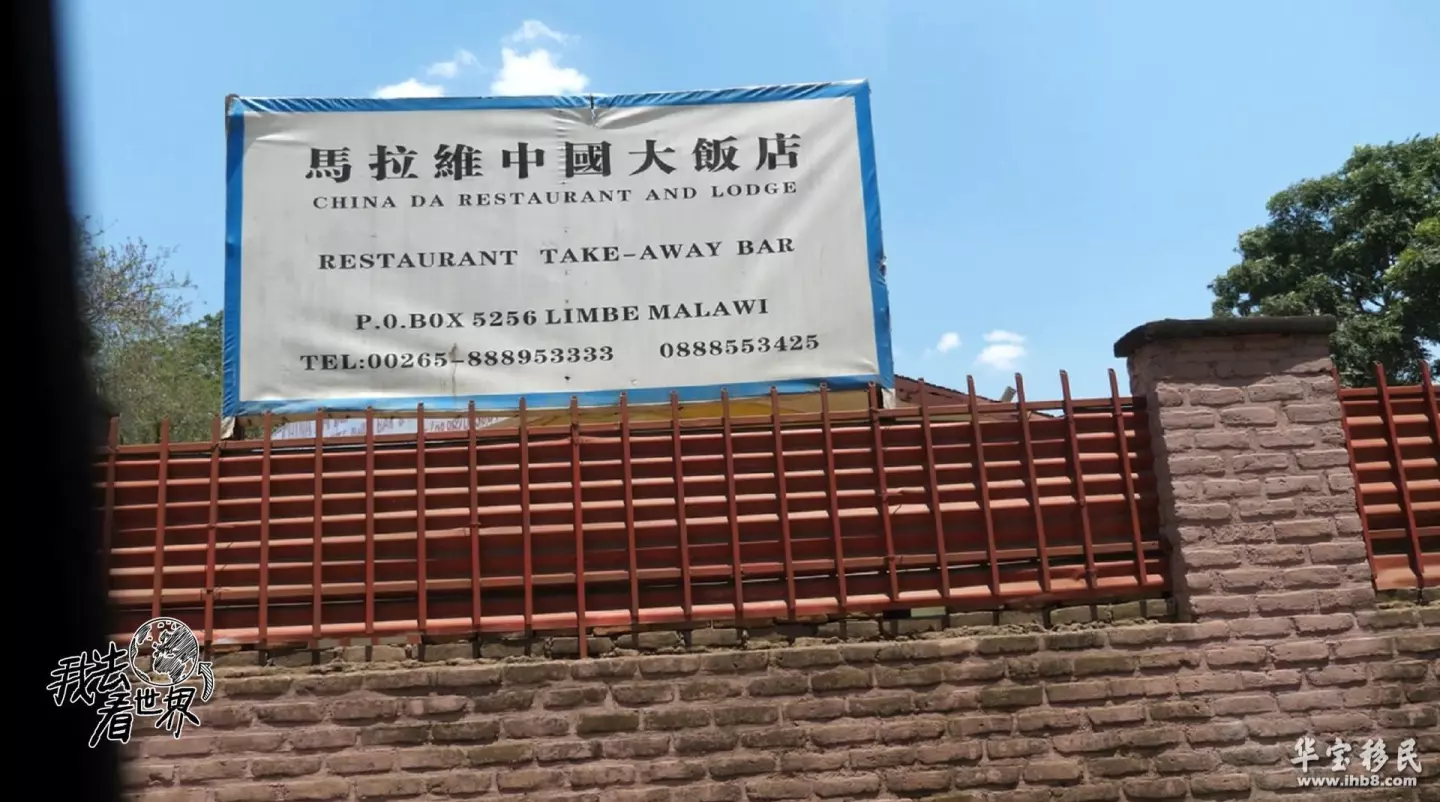 馬拉維中國大飯店
CHINA DA RESTAURANT AND LODGE
RESTAURANT TAKE-AWAY BAR
P.O.BOX 5256 LIMBE MALAWI
TEL:00265-888953333 0888553425
我去看世界
华宝移民
www.ihb8.com